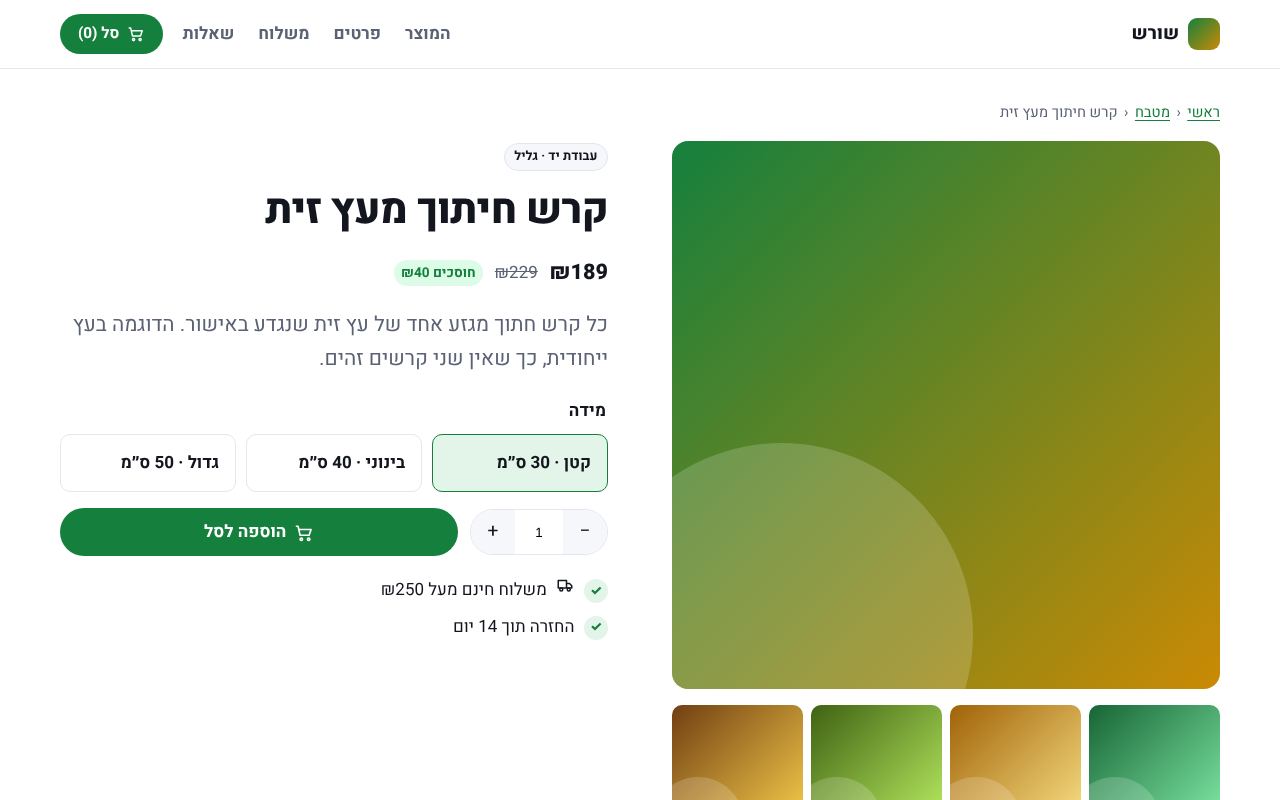 שורש
המוצר
פרטים
משלוח
שאלות
סל (0)
ראשי › מטבח › קרש חיתוך מעץ זית
עבודת יד · גליל
קרש חיתוך מעץ זית
₪189 ₪229 חוסכים ₪40
כל קרש חתוך מגזע אחד של עץ זית שנגדע באישור. הדוגמה בעץ
ייחודית, כך שאין שני קרשים זהים.
מידה
קטן · 30 ס״מ
בינוני · 40 ס״מ
גדול · 50 ס״מ
− 1 +
הוספה לסל
משלוח חינם מעל ₪250
החזרה תוך 14 יום